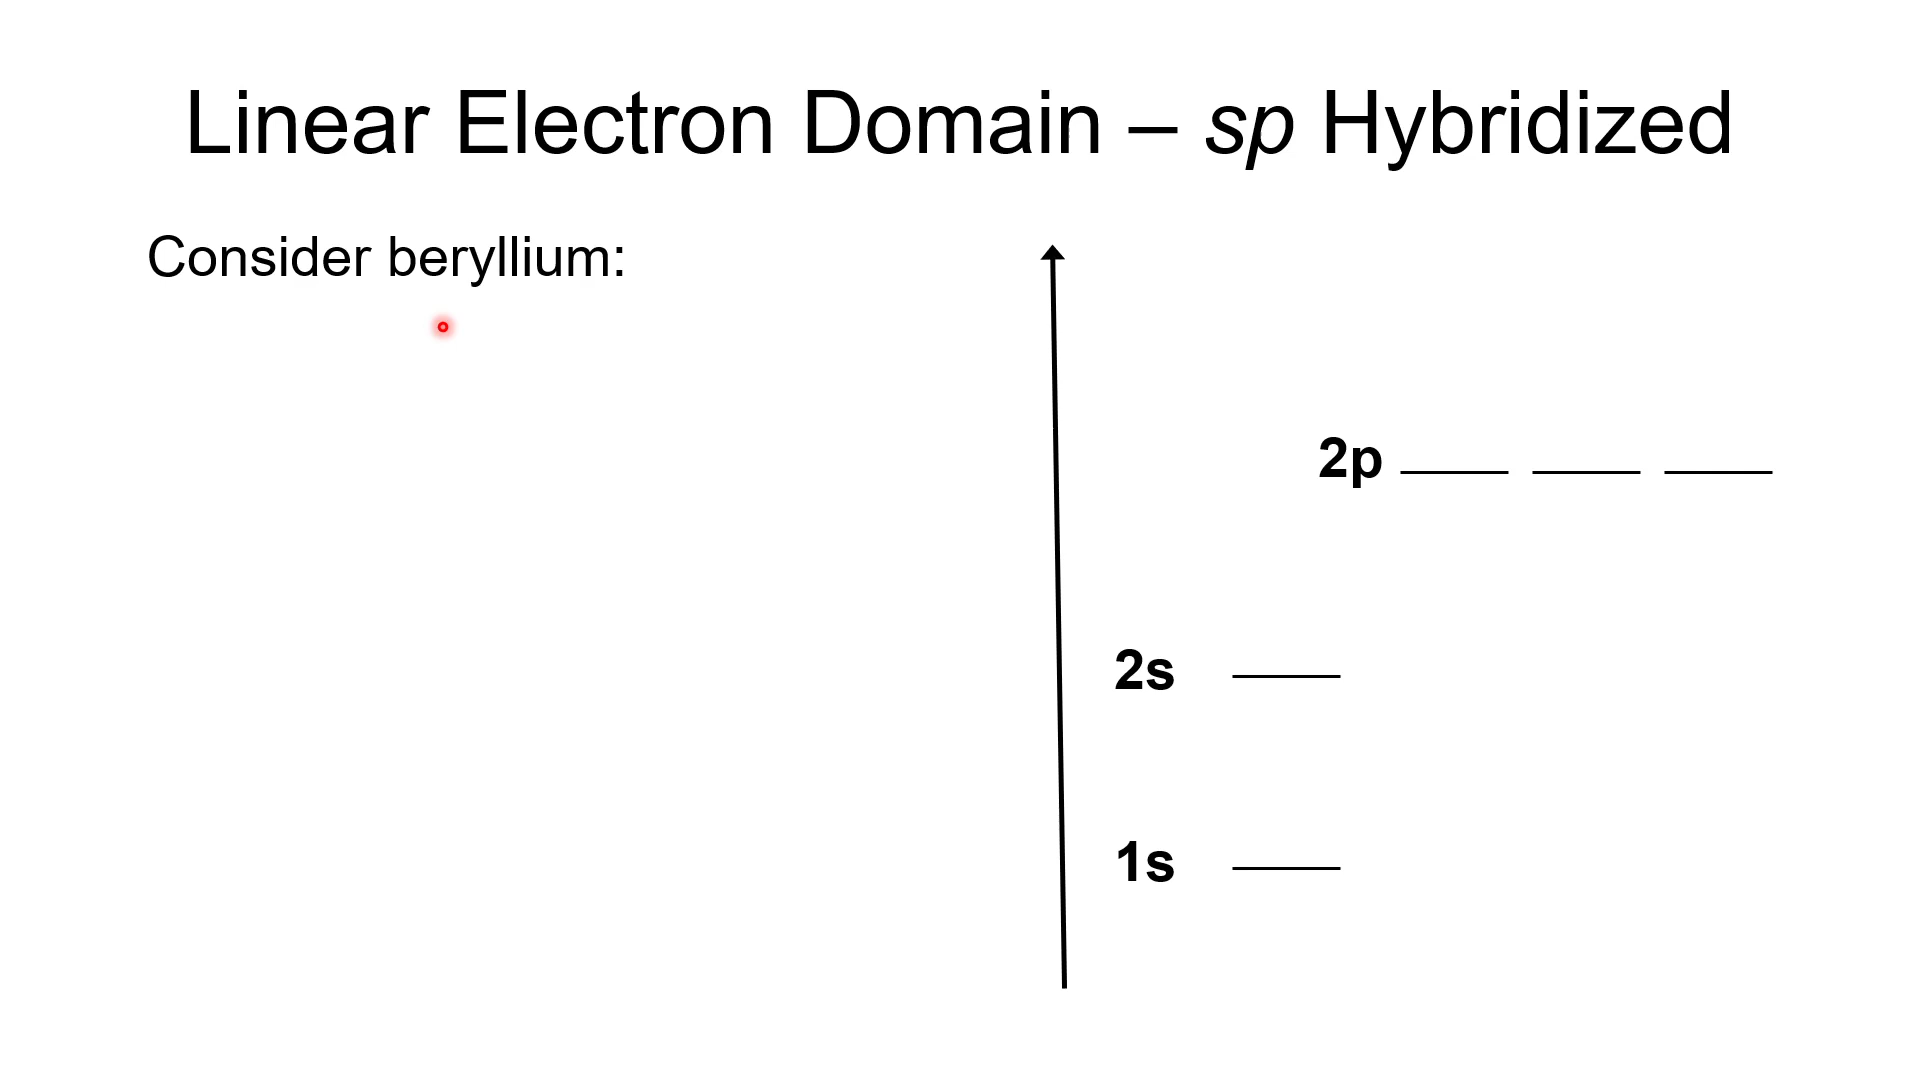 Linear Electron Domain – sp Hybridized
Consider beryllium:
2p
2s
1s